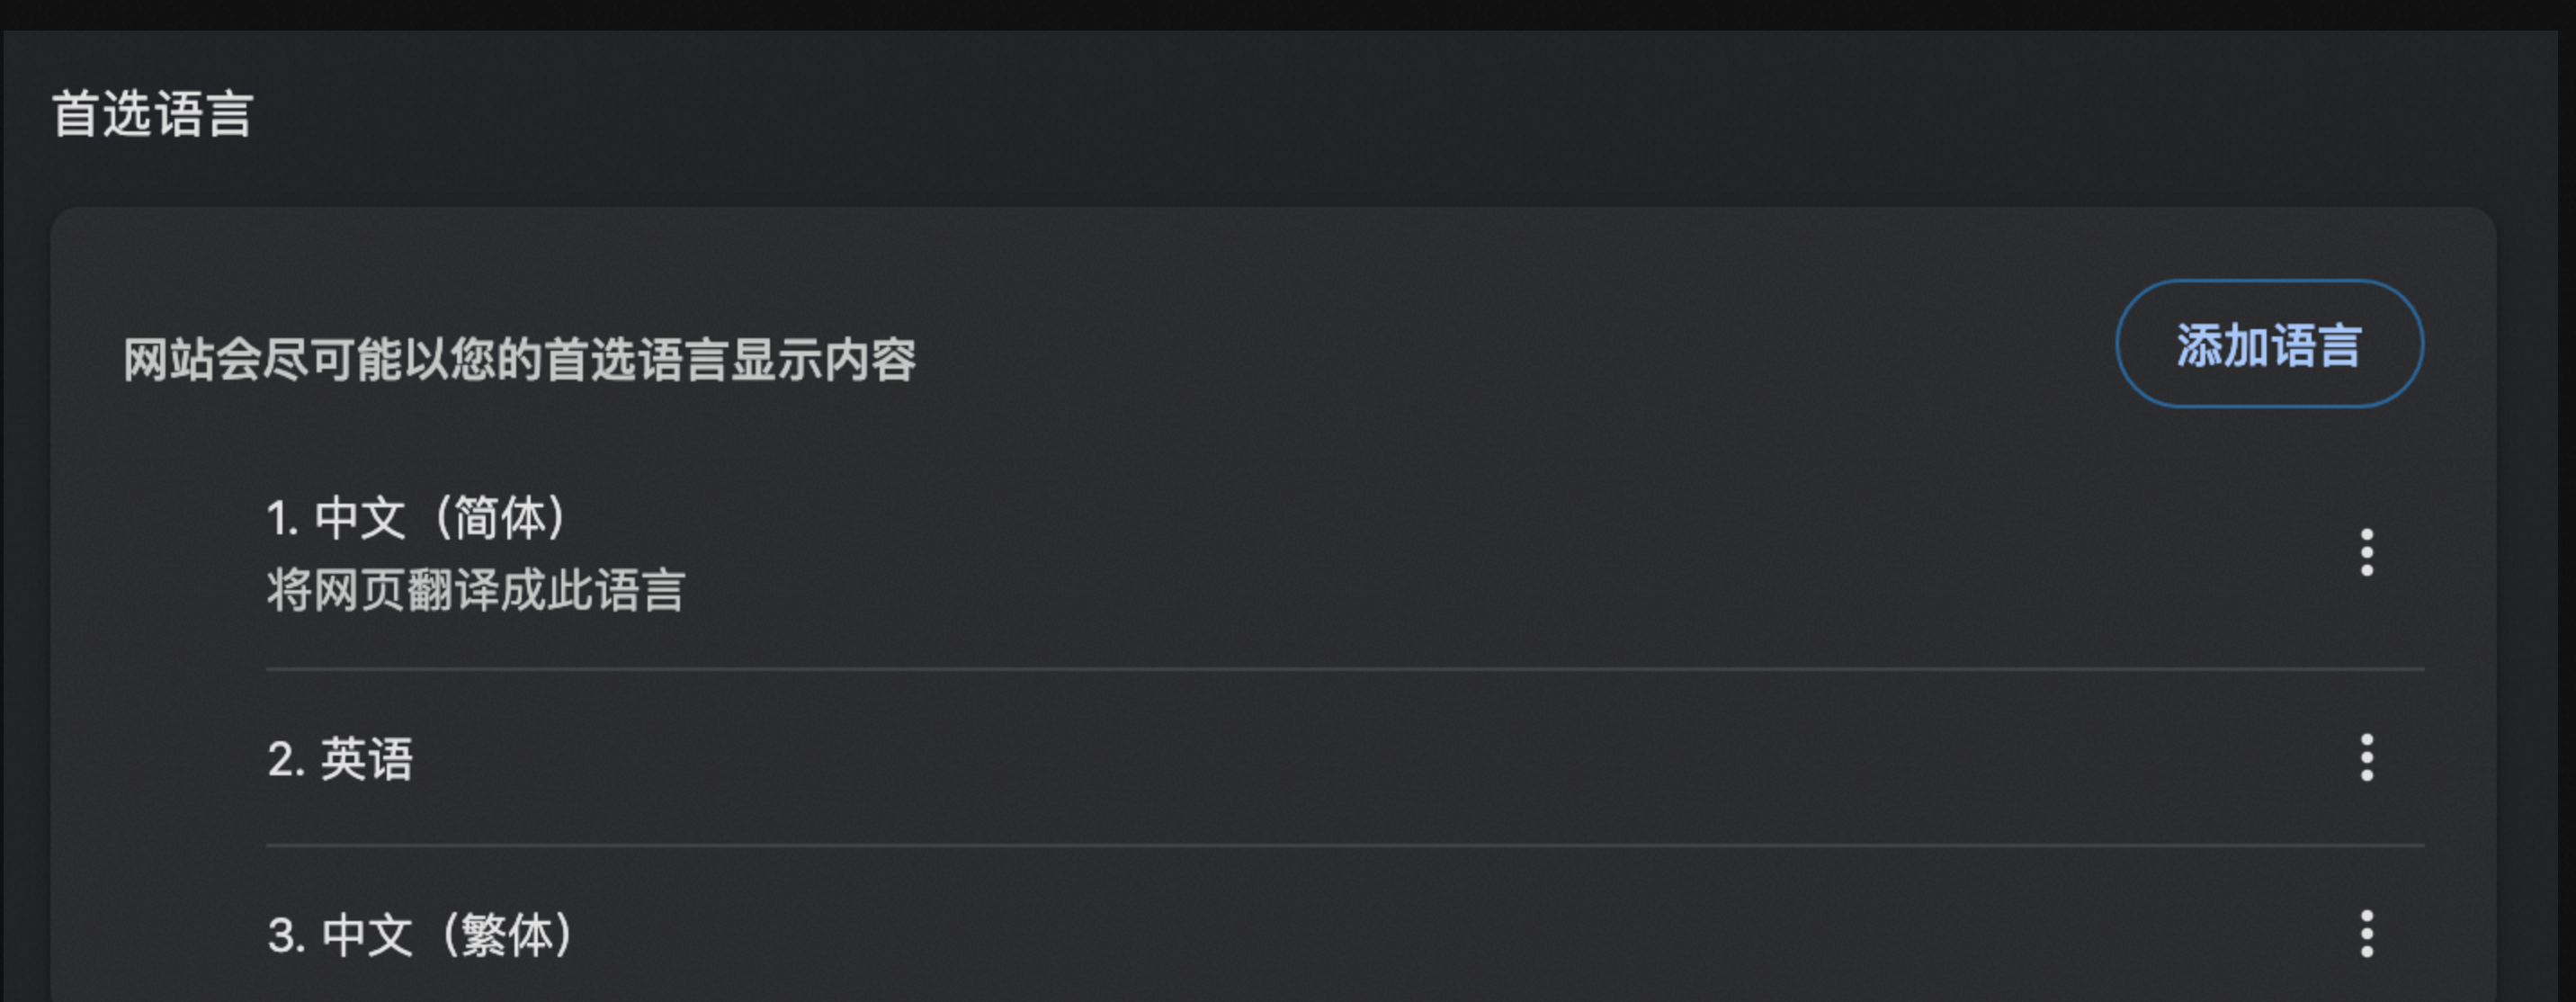 首选语言
网站会尽可能以您的首选语言显示内容
添加语言
1. 中文（简体）
将网页翻译成此语言
2. 英语
3. 中文（繁体）